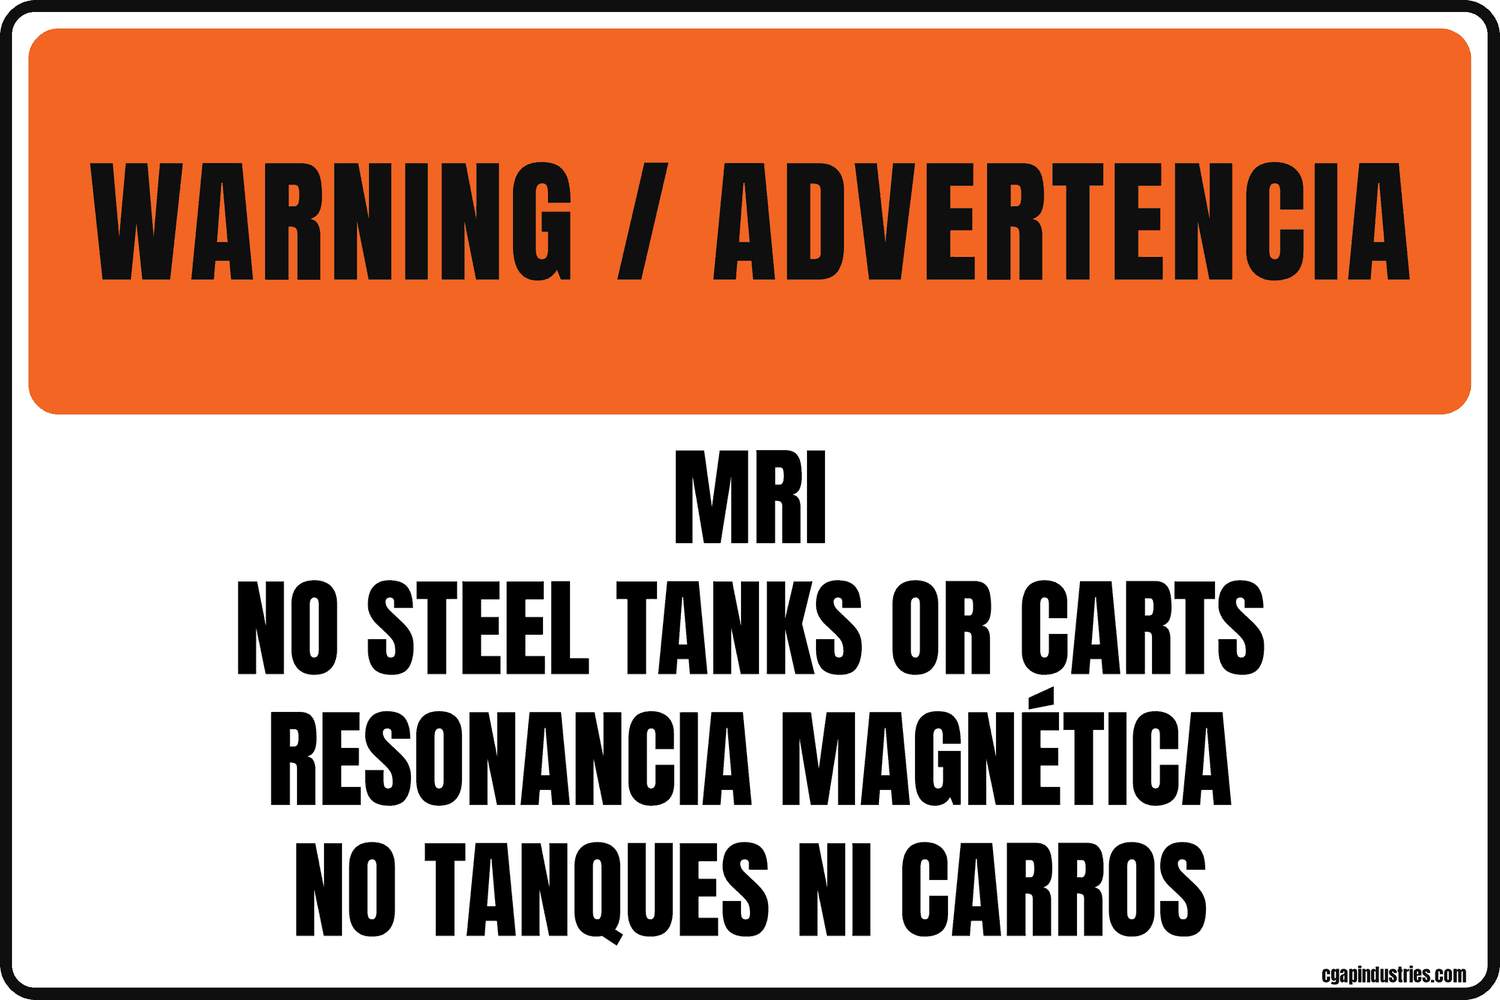 WARNING / ADVERTENCIA
MRI
NO STEEL TANKS OR CARTS
RESONANCIA MAGNÉTICA
NO TANQUES NI CARROS
cgapindustries.com